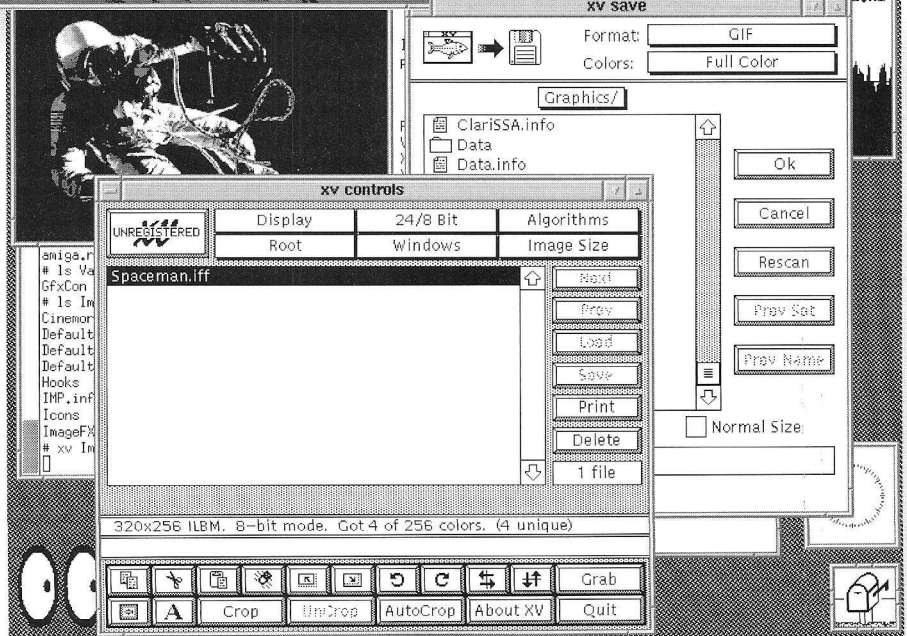 xv save
Format: GIF
Colors: Full Color
Graphics/
ClariSSA.info
Data
Data.info
Ok
Cancel
Rescan
Prev Set
Prev Name
Normal Size
xv controls
UNREGISTERED
Display 24/8 Bit Algorithms
Root Windows Image Size
Spaceman.iff
Next
Prev
Load
Save
Print
Delete
1 file
320x256 ILBM. 8-bit mode. Got 4 of 256 colors. (4 unique)
Grab
A Crop UnCrop AutoCrop About XV Quit
amiga.r
# ls Va
GfxCon
# ls Im
Cinemor
Default
Default
Default
Hooks
IMP.inf
Icons
ImageFX
# xv Im